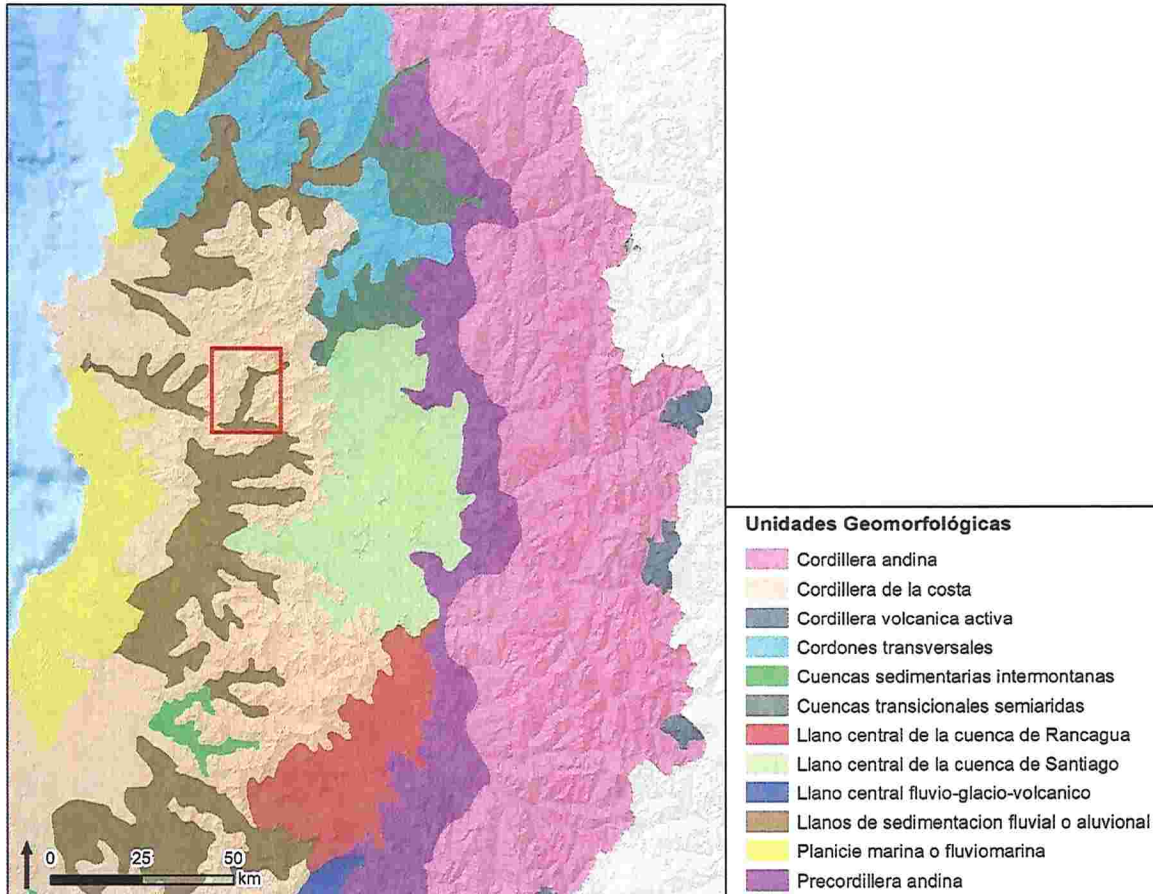 Unidades Geomorfológicas
Cordillera andina
Cordillera de la costa
Cordillera volcanica activa
Cordones transversales
Cuencas sedimentarias intermontanas
Cuencas transicionales semiaridas
Llano central de la cuenca de Rancagua
Llano central de la cuenca de Santiago
Llano central fluvio-glacio-volcanico
Llanos de sedimentacion fluvial o aluvional
Planicie marina o fluviomarina
Precordillera andina
0 25 50
km